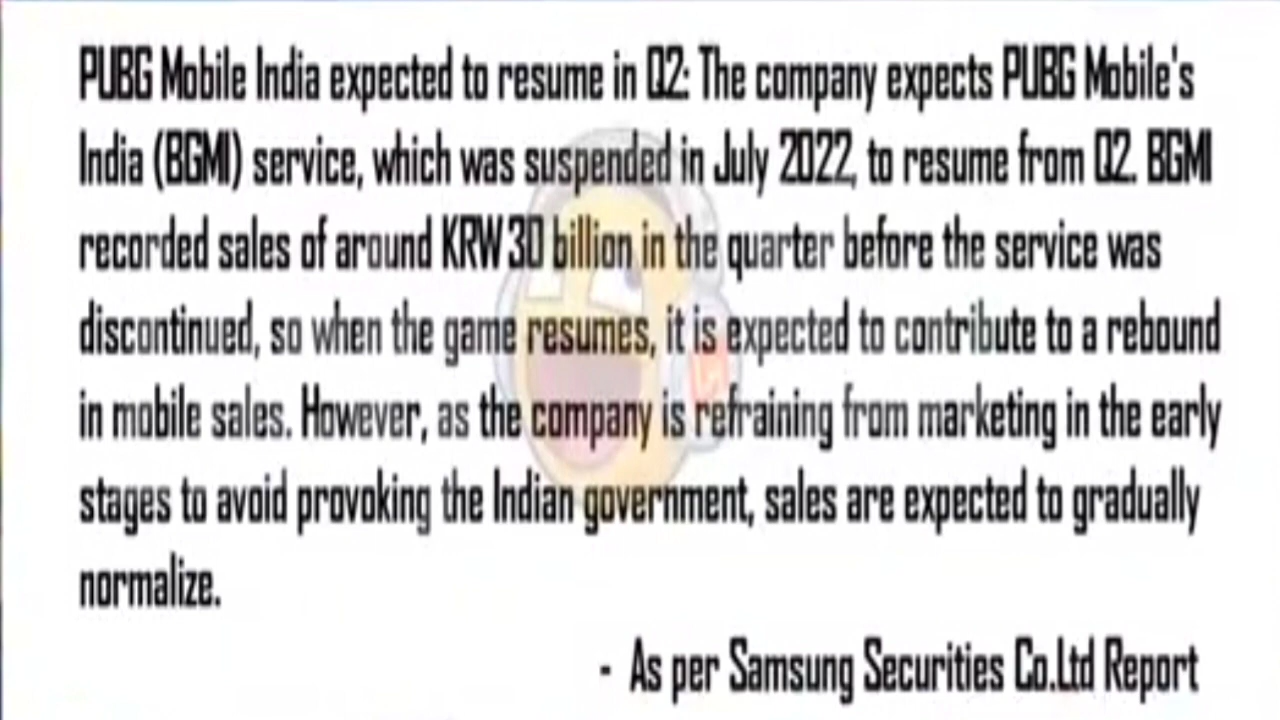 PUBG Mobile India expected to resume in Q2: The company expects PUBG Mobile's
India (BGMI) service, which was suspended in July 2022, to resume from Q2. BGMI
recorded sales of around KRW30 billion in the quarter before the service was
discontinued, so when the game resumes, it is expected to contribute to a rebound
in mobile sales. However, as the company is refraining from marketing in the early
stages to avoid provoking the Indian government, sales are expected to gradually
normalize.
- As per Samsung Securities Co.Ltd Report